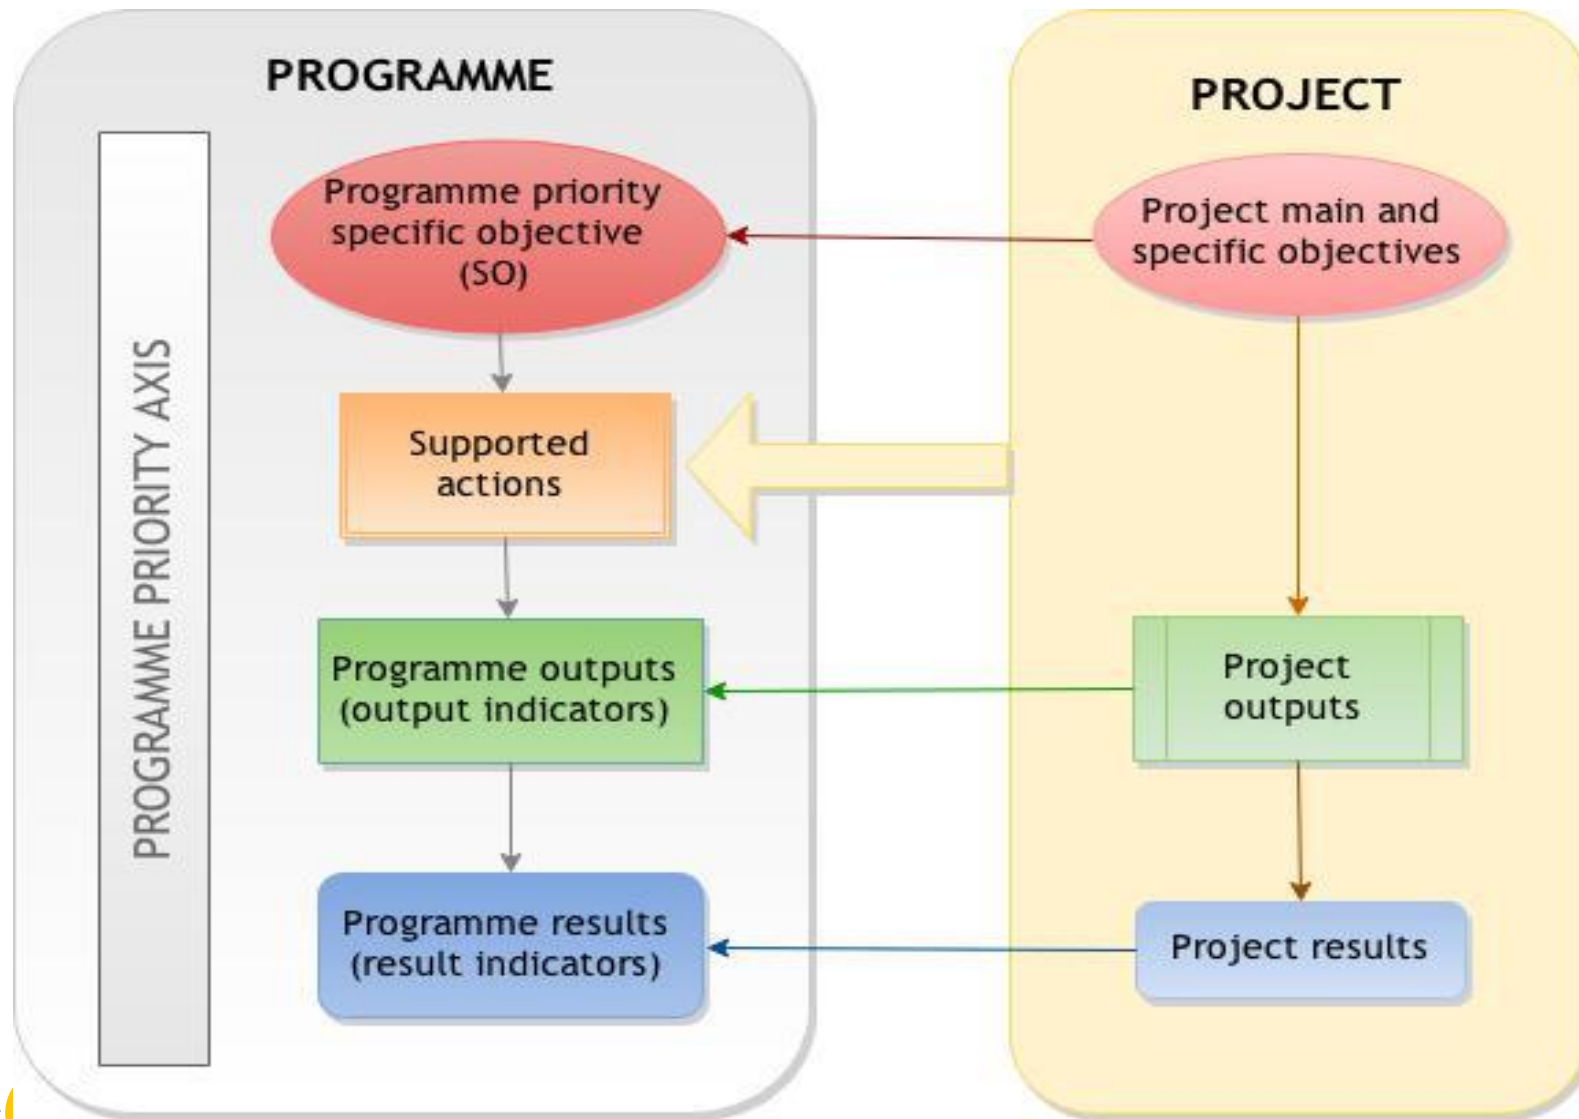 PROGRAMME
PROGRAMME PRIORITY AXIS
Programme priority
specific objective
(SO)
Supported
actions
Programme outputs
(output indicators)
Programme results
(result indicators)
PROJECT
Project main and
specific objectives
Project
outputs
Project results